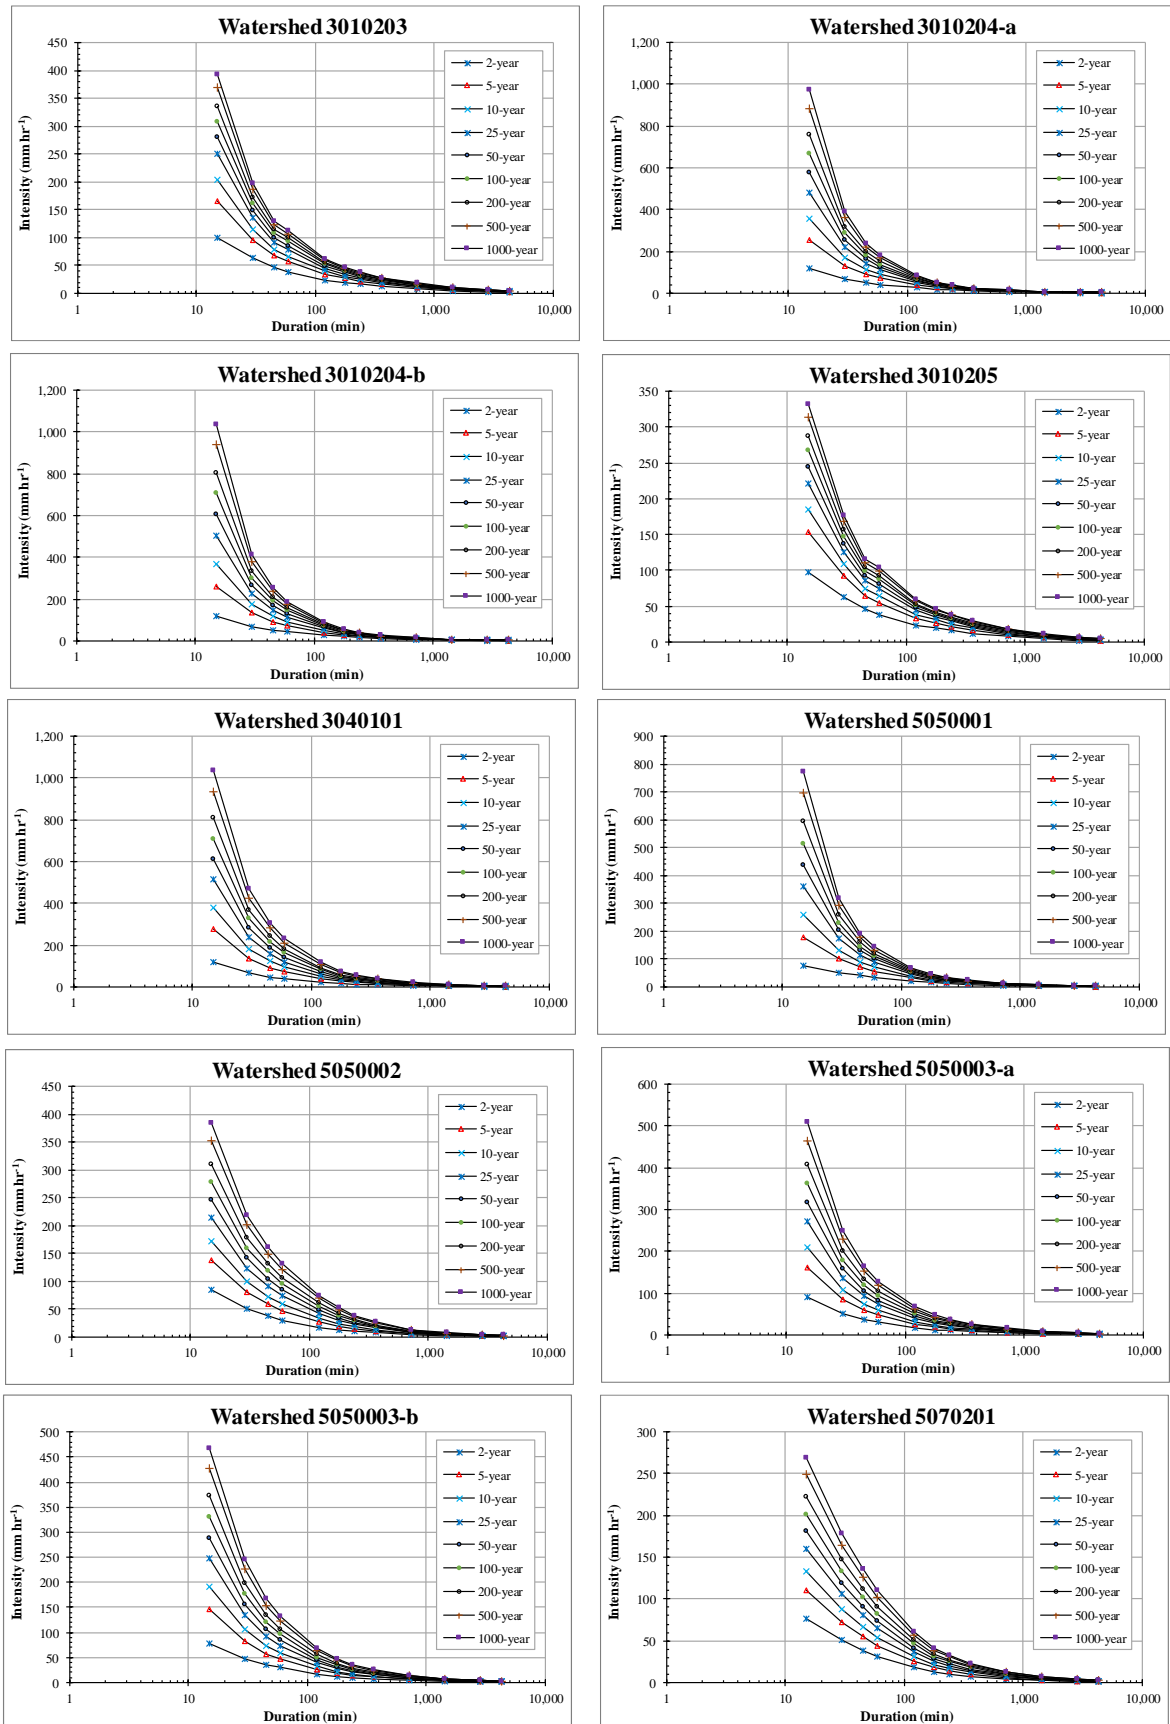 Watershed 3010203
Intensity (mm hr-1)
450
400
350
300
250
200
150
100
50
0
1
10
100
1,000
10,000
Duration (min)
2-year
5-year
10-year
25-year
50-year
100-year
200-year
500-year
1000-year
Watershed 3010204-a
Intensity (mm hr-1)
1,200
1,000
800
600
400
200
0
1
10
100
1,000
10,000
Duration (min)
2-year
5-year
10-year
25-year
50-year
100-year
200-year
500-year
1000-year
Watershed 3010204-b
Intensity (mm hr-1)
1,200
1,000
800
600
400
200
0
1
10
100
1,000
10,000
Duration (min)
2-year
5-year
10-year
25-year
50-year
100-year
200-year
500-year
1000-year
Watershed 3010205
Intensity (mm hr-1)
350
300
250
200
150
100
50
0
1
10
100
1,000
10,000
Duration (min)
2-year
5-year
10-year
25-year
50-year
100-year
200-year
500-year
1000-year
Watershed 3040101
Intensity (mm hr-1)
1,200
1,000
800
600
400
200
0
1
10
100
1,000
10,000
Duration (min)
2-year
5-year
10-year
25-year
50-year
100-year
200-year
500-year
1000-year
Watershed 5050001
Intensity (mm hr-1)
900
800
700
600
500
400
300
200
100
0
1
10
100
1,000
10,000
Duration (min)
2-year
5-year
10-year
25-year
50-year
100-year
200-year
500-year
1000-year
Watershed 5050002
Intensity (mm hr-1)
450
400
350
300
250
200
150
100
50
0
1
10
100
1,000
10,000
Duration (min)
2-year
5-year
10-year
25-year
50-year
100-year
200-year
500-year
1000-year
Watershed 5050003-a
Intensity (mm hr-1)
600
500
400
300
200
100
0
1
10
100
1,000
10,000
Duration (min)
2-year
5-year
10-year
25-year
50-year
100-year
200-year
500-year
1000-year
Watershed 5050003-b
Intensity (mm hr-1)
500
450
400
350
300
250
200
150
100
50
0
1
10
100
1,000
10,000
Duration (min)
2-year
5-year
10-year
25-year
50-year
100-year
200-year
500-year
1000-year
Watershed 5070201
Intensity (mm hr-1)
300
250
200
150
100
50
0
1
10
100
1,000
10,000
Duration (min)
2-year
5-year
10-year
25-year
50-year
100-year
200-year
500-year
1000-year